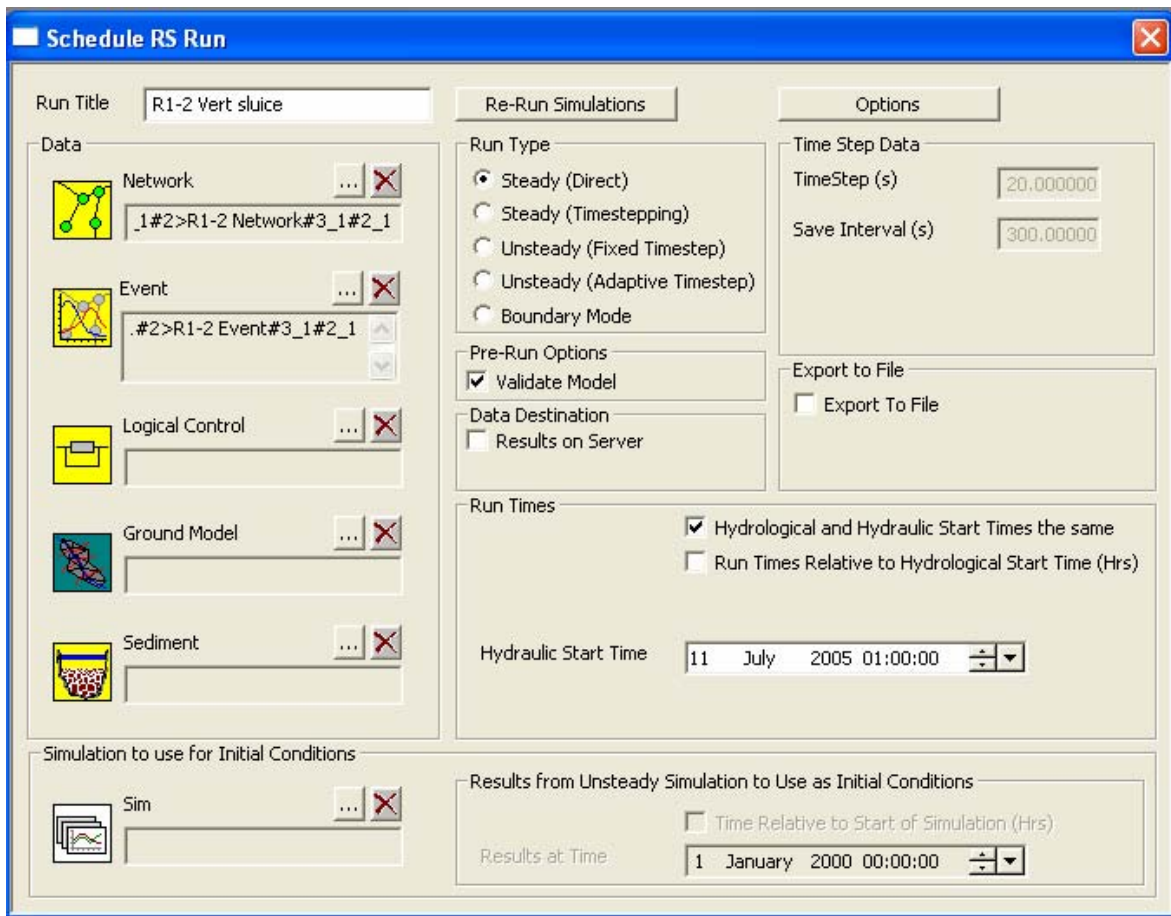 Schedule RS Run
Run Title
R1-2 Vert sluice
Re-Run Simulations
Options
Data
Network
...
_1#2>R1-2 Network#3_1#2_1
Event
...
.#2>R1-2 Event#3_1#2_1
Logical Control
...
Ground Model
...
Sediment
...
Run Type
Steady (Direct)
Steady (Timestepping)
Unsteady (Fixed Timestep)
Unsteady (Adaptive Timestep)
Boundary Mode
Pre-Run Options
Validate Model
Data Destination
Results on Server
Time Step Data
TimeStep (s)
20.000000
Save Interval (s)
300.00000
Export to File
Export To File
Run Times
Hydrological and Hydraulic Start Times the same
Run Times Relative to Hydrological Start Time (Hrs)
Hydraulic Start Time
11 July 2005 01:00:00
Simulation to use for Initial Conditions
Sim
...
Results from Unsteady Simulation to Use as Initial Conditions
Time Relative to Start of Simulation (Hrs)
Results at Time
1 January 2000 00:00:00